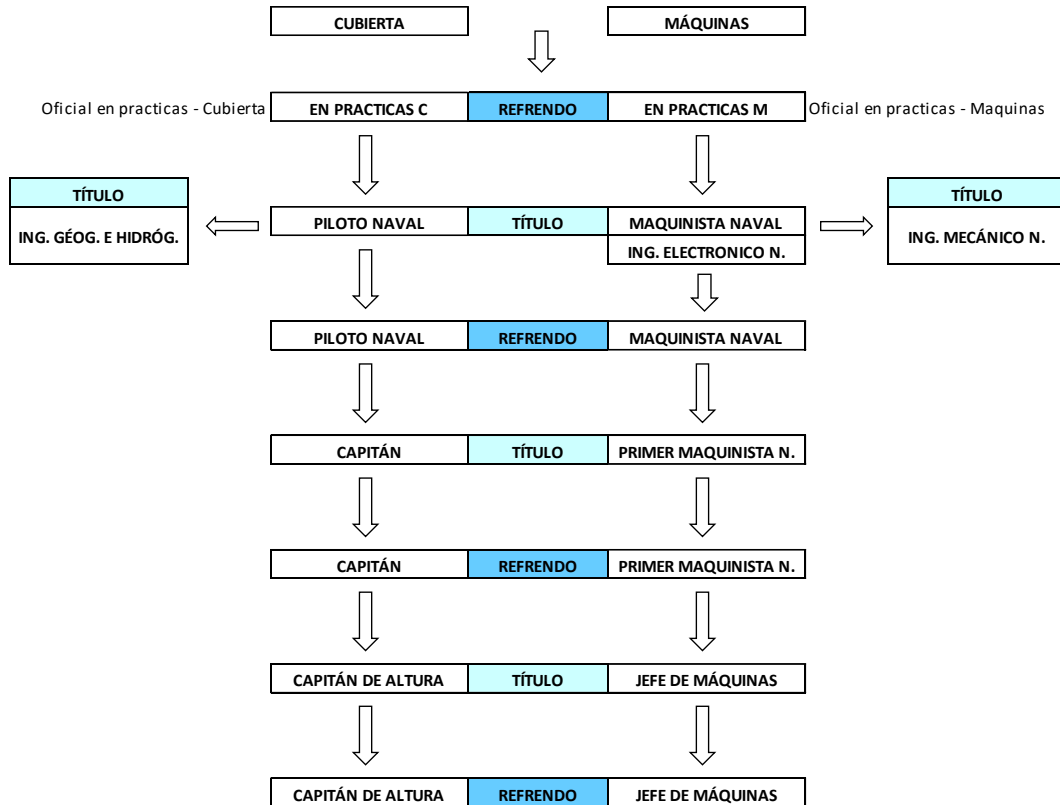 CUBIERTA MÁQUINAS
Oficial en practicas - Cubierta EN PRACTICAS C REFRENDO EN PRACTICAS M Oficial en practicas - Maquinas
TÍTULO TÍTULO
PILOTO NAVAL TÍTULO MAQUINISTA NAVAL
ING. GÉOG. E HIDRÓG. ING. MECÁNICO N.
ING. ELECTRONICO N.
PILOTO NAVAL REFRENDO MAQUINISTA NAVAL
CAPITÁN TÍTULO PRIMER MAQUINISTA N.
CAPITÁN REFRENDO PRIMER MAQUINISTA N.
CAPITÁN DE ALTURA TÍTULO JEFE DE MÁQUINAS
CAPITÁN DE ALTURA REFRENDO JEFE DE MÁQUINAS